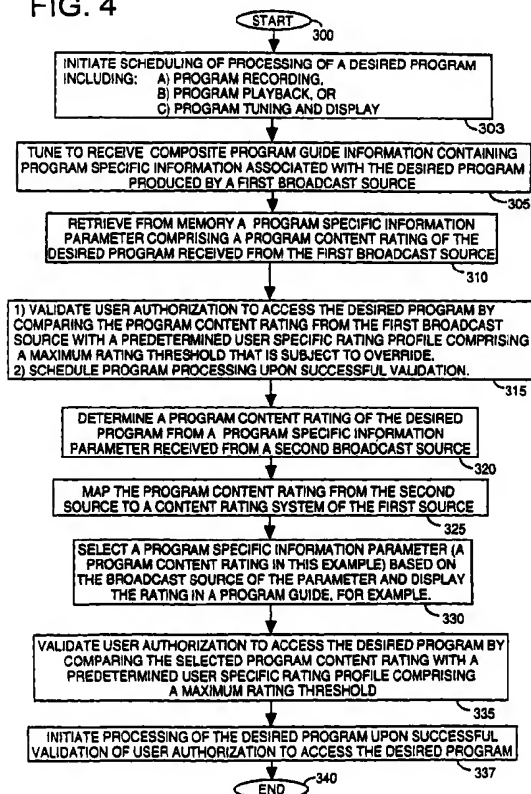 FIG. 4
START
300
INITIATE SCHEDULING OF PROCESSING OF A DESIRED PROGRAM
INCLUDING: A) PROGRAM RECORDING,
B) PROGRAM PLAYBACK, OR
C) PROGRAM TUNING AND DISPLAY
303
TUNE TO RECEIVE COMPOSITE PROGRAM GUIDE INFORMATION CONTAINING
PROGRAM SPECIFIC INFORMATION ASSOCIATED WITH THE DESIRED PROGRAM
PRODUCED BY A FIRST BROADCAST SOURCE
305
RETRIEVE FROM MEMORY A PROGRAM SPECIFIC INFORMATION
PARAMETER COMPRISING A PROGRAM CONTENT RATING OF THE
DESIRED PROGRAM RECEIVED FROM THE FIRST BROADCAST SOURCE
310
1) VALIDATE USER AUTHORIZATION TO ACCESS THE DESIRED PROGRAM BY
COMPARING THE PROGRAM CONTENT RATING FROM THE FIRST BROADCAST
SOURCE WITH A PREDETERMINED USER SPECIFIC RATING PROFILE COMPRISING
A MAXIMUM RATING THRESHOLD THAT IS SUBJECT TO OVERRIDE.
2) SCHEDULE PROGRAM PROCESSING UPON SUCCESSFUL VALIDATION.
315
DETERMINE A PROGRAM CONTENT RATING OF THE DESIRED
PROGRAM FROM A PROGRAM SPECIFIC INFORMATION
PARAMETER RECEIVED FROM A SECOND BROADCAST SOURCE
320
MAP THE PROGRAM CONTENT RATING FROM THE SECOND
SOURCE TO A CONTENT RATING SYSTEM OF THE FIRST SOURCE
325
SELECT A PROGRAM SPECIFIC INFORMATION PARAMETER (A
PROGRAM CONTENT RATING IN THIS EXAMPLE) BASED ON
THE BROADCAST SOURCE OF THE PARAMETER AND DISPLAY
THE RATING IN A PROGRAM GUIDE, FOR EXAMPLE.
330
VALIDATE USER AUTHORIZATION TO ACCESS THE DESIRED PROGRAM BY
COMPARING THE SELECTED PROGRAM CONTENT RATING WITH A
PREDETERMINED USER SPECIFIC RATING PROFILE COMPRISING
A MAXIMUM RATING THRESHOLD
335
INITIATE PROCESSING OF THE DESIRED PROGRAM UPON SUCCESSFUL
VALIDATION OF USER AUTHORIZATION TO ACCESS THE DESIRED PROGRAM
337
END
340